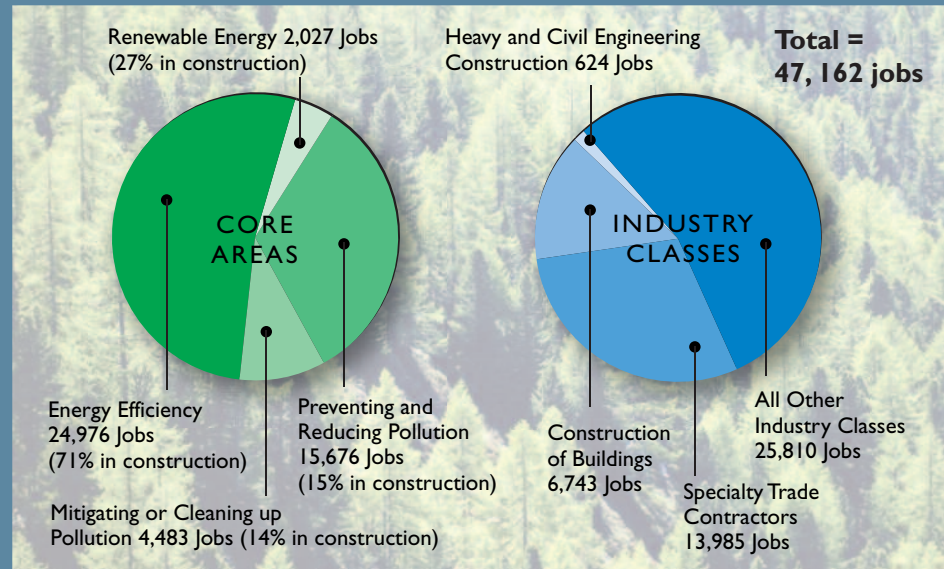 Renewable Energy 2,027 Jobs
(27% in construction)
Heavy and Civil Engineering
Construction 624 Jobs
Total =
47, 162 jobs
CORE
AREAS
INDUSTRY
CLASSES
Energy Efficiency
24,976 Jobs
(71% in construction)
Preventing and
Reducing Pollution
15,676 Jobs
(15% in construction)
Mitigating or Cleaning up
Pollution 4,483 Jobs (14% in construction)
Construction
of Buildings
6,743 Jobs
Specialty Trade
Contractors
13,985 Jobs
All Other
Industry Classes
25,810 Jobs